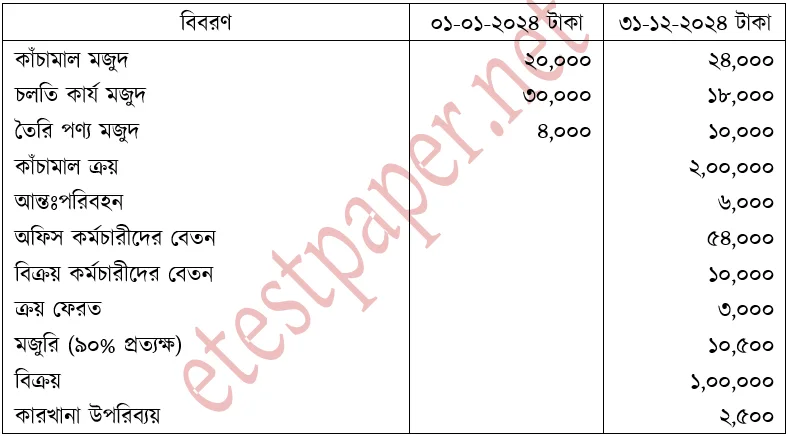 বিবরণ ০১-০১-২০২৪ টাকা ৩১-১২-২০২৪ টাকা
কাঁচামাল মজুদ ২০,০০০ ২৪,০০০
চলতি কার্য মজুদ ৩০,০০০ ১৮,০০০
তৈরি পণ্য মজুদ ৪,০০০ ১০,০০০
কাঁচামাল ক্রয় ২,০০,০০০
আন্তঃপরিবহন ৬,০০০
অফিস কর্মচারীদের বেতন ৫৪,০০০
বিক্রয় কর্মচারীদের বেতন ১০,০০০
ক্রয় ফেরত ৩,০০০
মজুরি (৯০% প্রত্যক্ষ) ১০,৫০০
বিক্রয় ১,০০,০০০
কারখানা উপরিব্যয় ২,৫০০
etestpaper.net